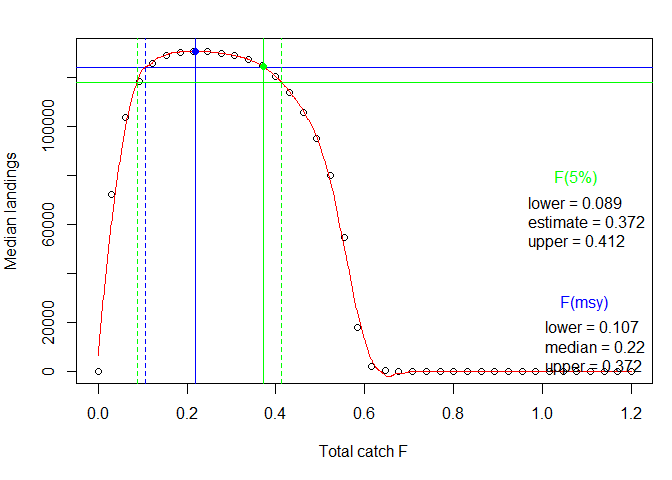 Median landings
100000
60000
20000
0
F(5%)
lower = 0.089
estimate = 0.372
upper = 0.412
F(msy)
lower = 0.107
median = 0.22
upper = 0.372
0.0 0.2 0.4 0.6 0.8 1.0 1.2
Total catch F